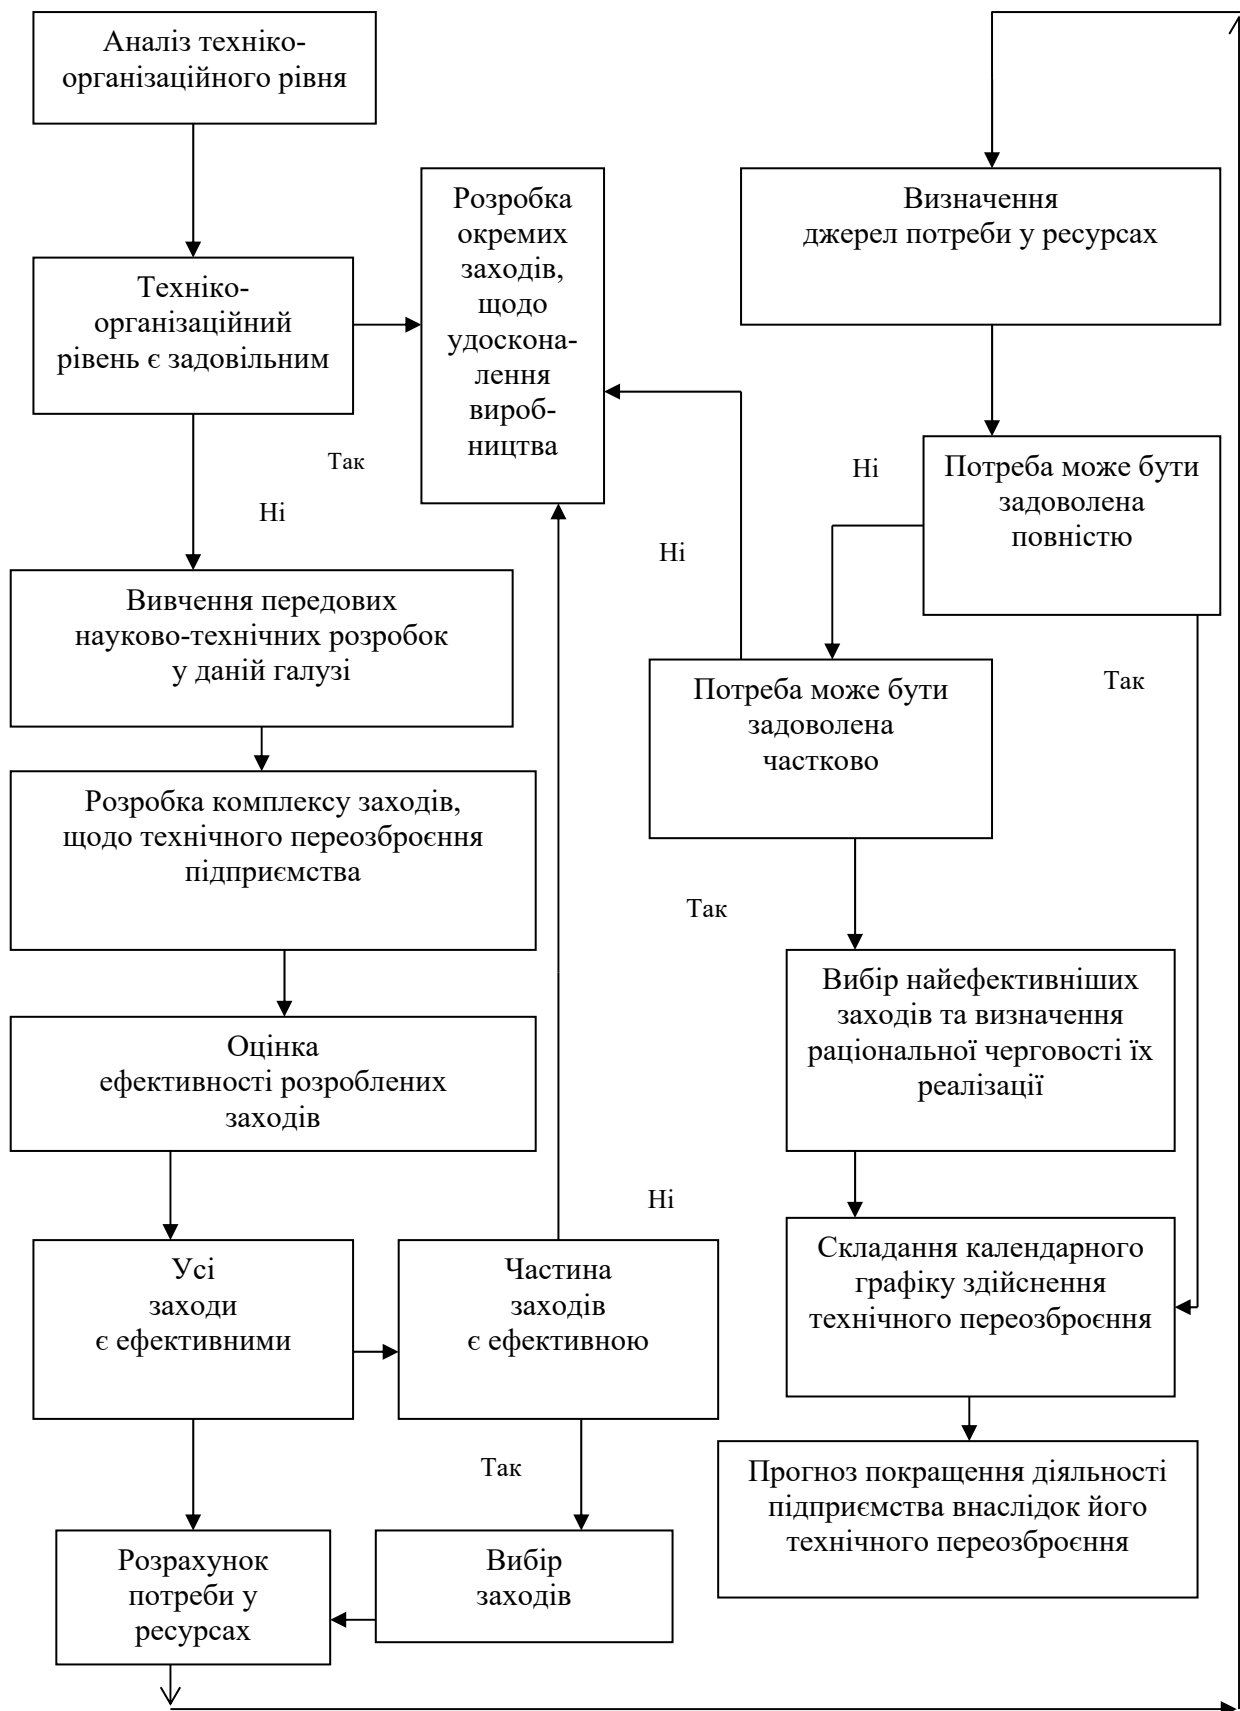 Аналіз техніко-
організаційного рівня
Техніко-
організаційний
рівень є задовільним
Так
Ні
Розробка
окремих
заходів,
щодо
удоскона-
лення
вироб-
ництва
Вивчення передових
науково-технічних розробок
у даній галузі
Розробка комплексу заходів,
щодо технічного переозброєння
підприємства
Оцінка
ефективності розроблених
заходів
Усі
заходи
є ефективними
Частина
заходів
є ефективною
Ні
Так
Розрахунок
потреби у
ресурсах
Вибір
заходів
Визначення
джерел потреби у ресурсах
Потреба може бути
задоволена
повністю
Ні
Ні
Так
Потреба може бути
задоволена
частково
Так
Вибір найефективніших
заходів та визначення
раціональної черговості їх
реалізації
Складання календарного
графіку здійснення
технічного переозброєння
Прогноз покращення діяльності
підприємства внаслідок його
технічного переозброєння